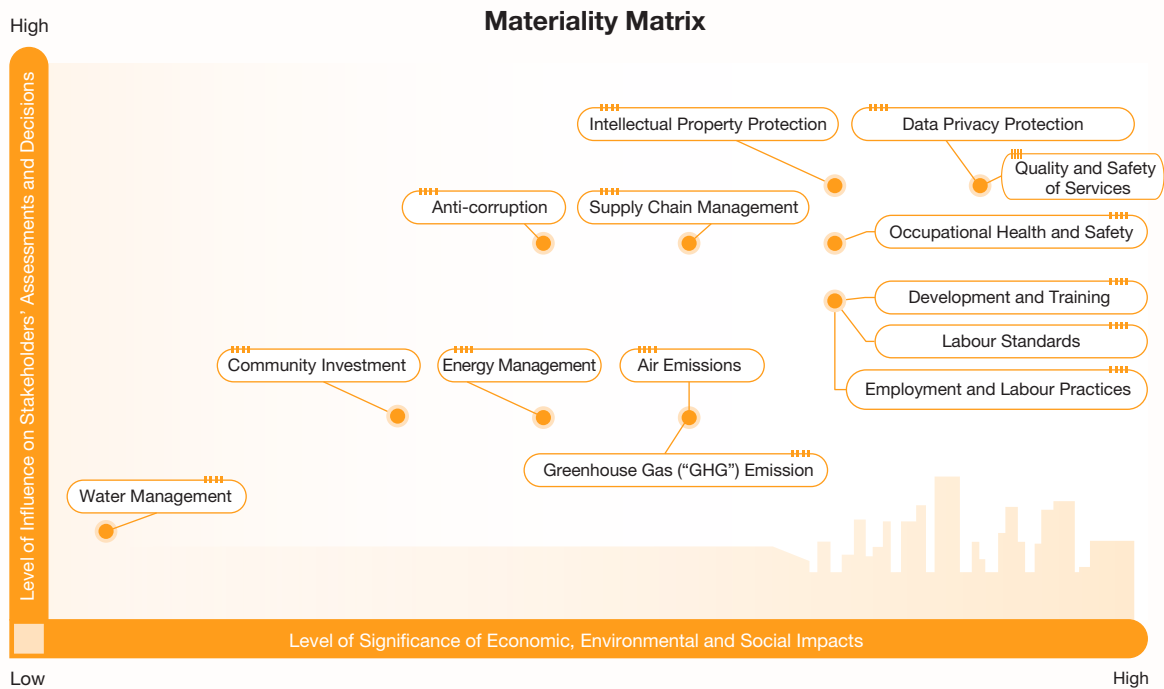 Materiality Matrix
High
Level of Influence on Stakeholders’ Assessments and Decisions
Intellectual Property Protection
Data Privacy Protection
Quality and Safety
of Services
Anti-corruption
Supply Chain Management
Occupational Health and Safety
Development and Training
Labour Standards
Employment and Labour Practices
Community Investment
Energy Management
Air Emissions
Greenhouse Gas (“GHG”) Emission
Water Management
Level of Significance of Economic, Environmental and Social Impacts
Low
High